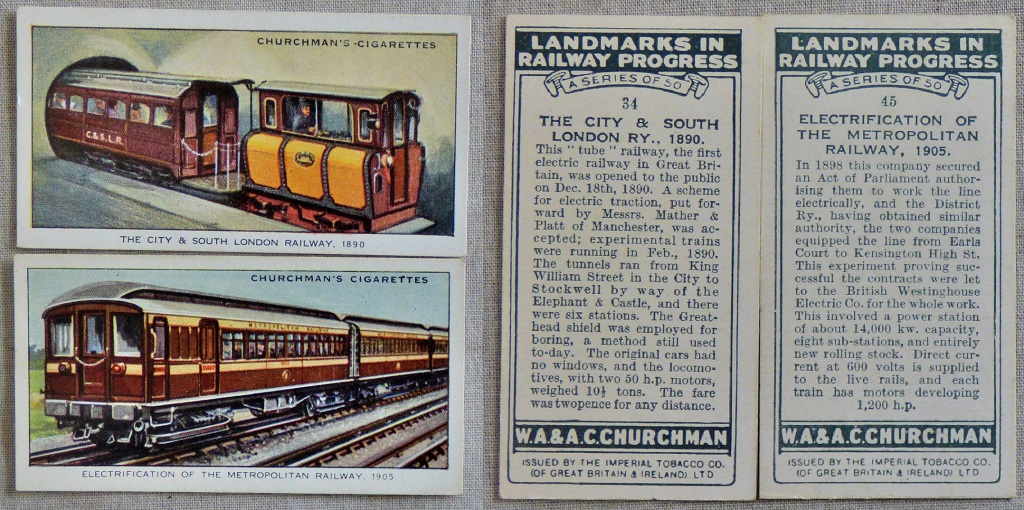 CHURCHMAN'S CIGARETTES
C.& S.L.R.
THE CITY & SOUTH LONDON RAILWAY, 1890
CHURCHMAN'S CIGARETTES
METROPOLITAN RAILWAY
ELECTRIFICATION OF THE METROPOLITAN RAILWAY. 1905
LANDMARKS IN
RAILWAY PROGRESS
A SERIES OF 50
34
THE CITY & SOUTH
LONDON RY., 1890.
This "tube" railway, the first
electric railway in Great Bri-
tain, was opened to the public
on Dec. 18th, 1890. A scheme
for electric traction, put for-
ward by Messrs. Mather &
Platt of Manchester, was ac-
cepted; experimental trains
were running in Feb., 1890.
The tunnels ran from King
William Street in the City to
Stockwell by way of the
Elephant & Castle, and there
were six stations. The Great-
head shield was employed for
boring, a method still used
to-day. The original cars had
no windows, and the locomo-
tives, with two 50 h.p. motors,
weighed 10½ tons. The fare
was twopence for any distance.
W.A.& A.C.CHURCHMAN
ISSUED BY THE IMPERIAL TOBACCO CO.
(OF GREAT BRITAIN & IRELAND), LTD
LANDMARKS IN
RAILWAY PROGRESS
A SERIES OF 50
45
ELECTRIFICATION OF
THE METROPOLITAN
RAILWAY, 1905.
In 1898 this company secured
an Act of Parliament author-
ising them to work the line
electrically, and the District
Ry., having obtained similar
authority, the two companies
equipped the line from Earls
Court to Kensington High St.
This experiment proving suc-
cessful the contracts were let
to the British Westinghouse
Electric Co. for the whole work.
This involved a power station
of about 14,000 kw. capacity,
eight sub-stations, and entirely
new rolling stock. Direct cur-
rent at 600 volts is supplied
to the live rails, and each
train has motors developing
1,200 h.p.
W.A.& A.C.CHURCHMAN
ISSUED BY THE IMPERIAL TOBACCO CO.
(OF GREAT BRITAIN & IRELAND), LTD.